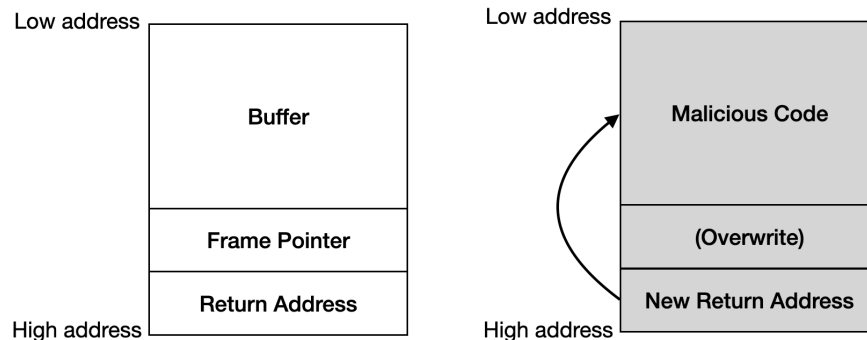 Low address
Buffer
Frame Pointer
Return Address
High address
Low address
Malicious Code
(Overwrite)
New Return Address
High address